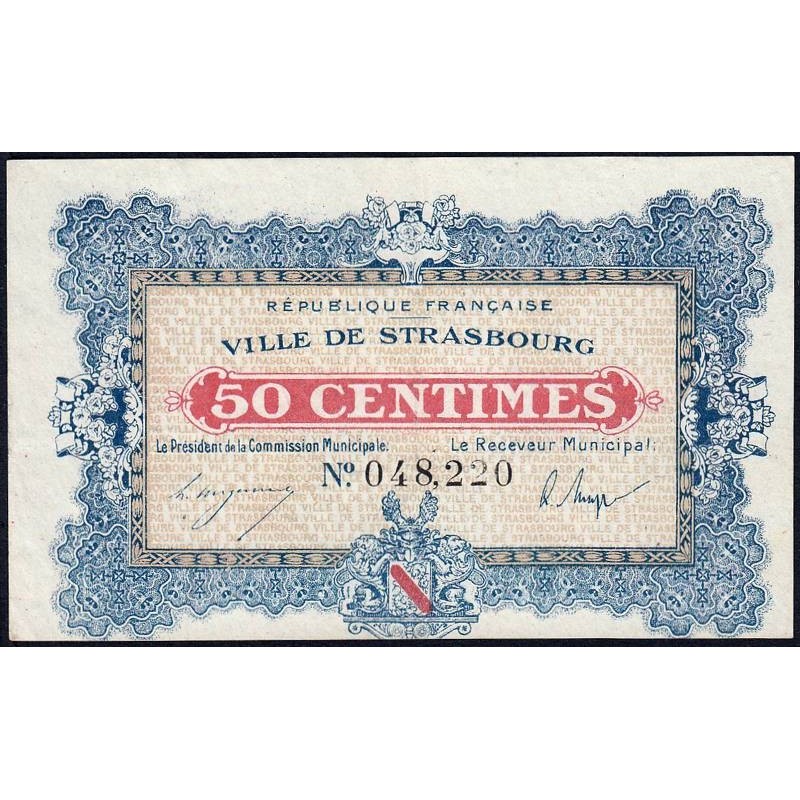 RÉPUBLIQUE FRANÇAISE
VILLE DE STRASBOURG
50 CENTIMES
Le Président de la Commission Municipale. Le Receveur Municipal.
No. 048,220